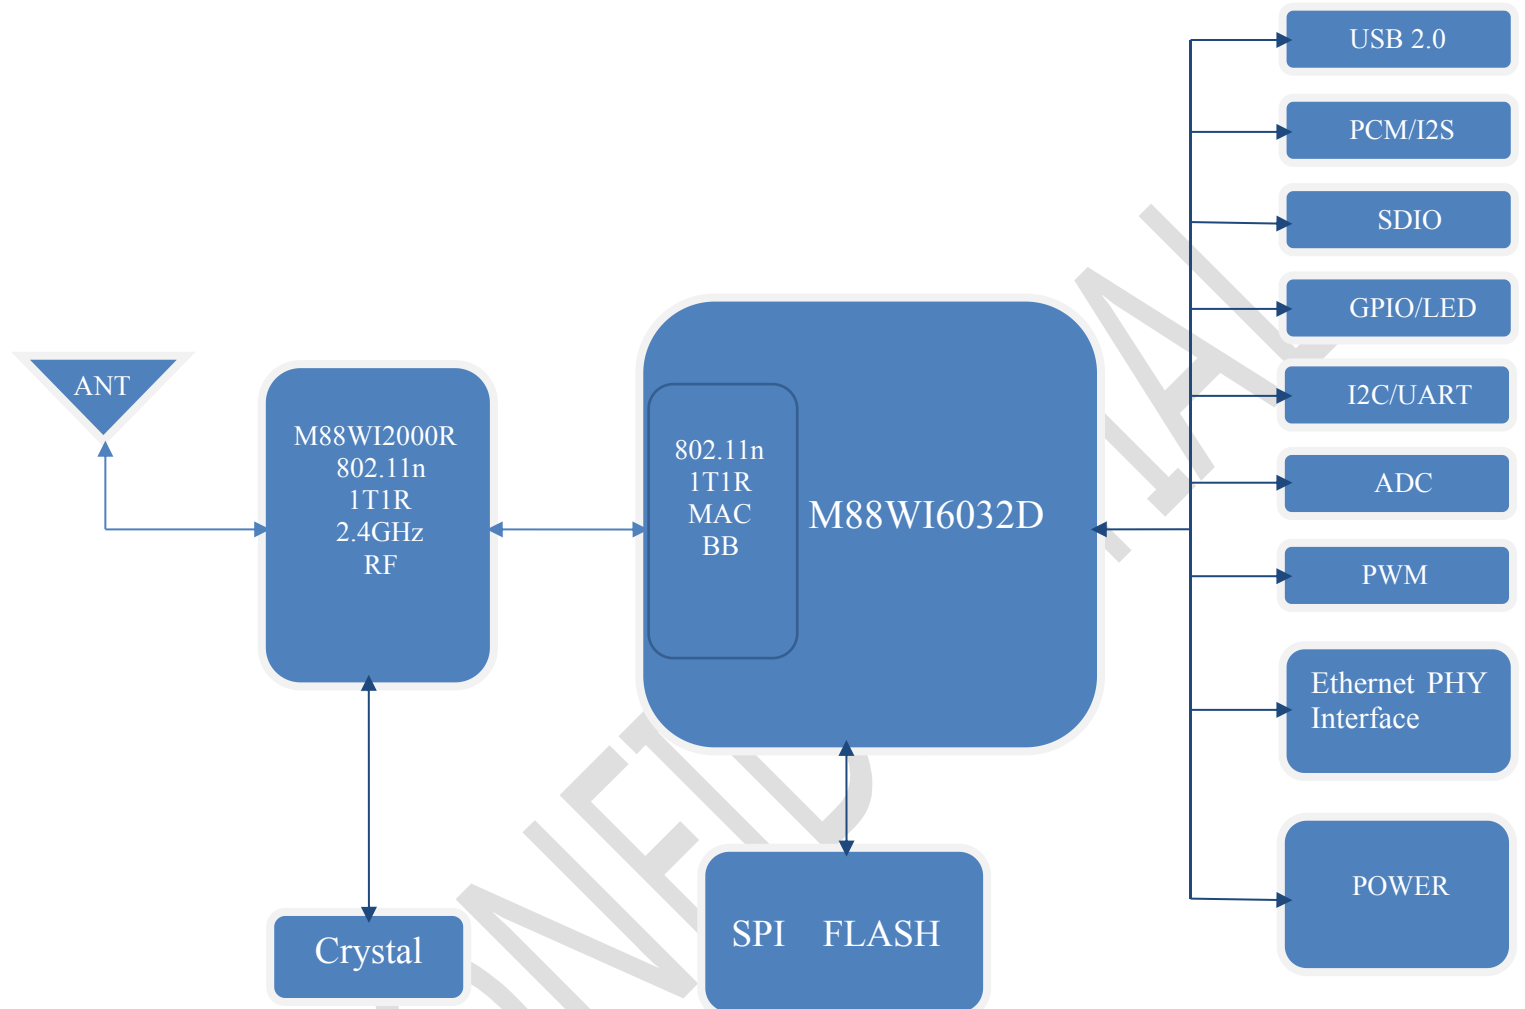 USB 2.0
PCM/I2S
SDIO
GPIO/LED
I2C/UART
ADC
PWM
Ethernet PHY
Interface
POWER
ANT
M88WI2000R
802.11n
1T1R
2.4GHz
RF
802.11n
1T1R
MAC
BB
M88WI6032D
Crystal
SPI FLASH